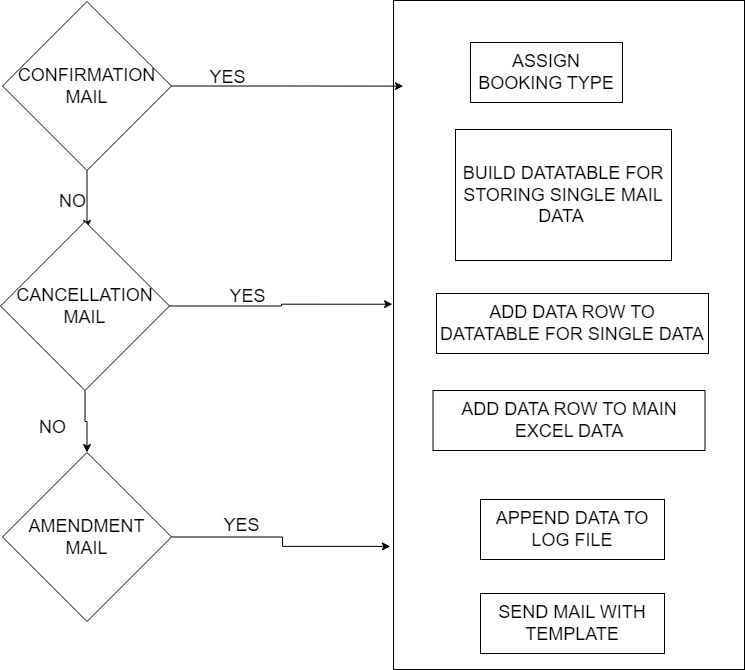 CONFIRMATION
MAIL
YES
NO
CANCELLATION
MAIL
YES
NO
AMENDMENT
MAIL
YES
ASSIGN
BOOKING TYPE
BUILD DATATABLE FOR
STORING SINGLE MAIL
DATA
ADD DATA ROW TO
DATATABLE FOR SINGLE DATA
ADD DATA ROW TO MAIN
EXCEL DATA
APPEND DATA TO
LOG FILE
SEND MAIL WITH
TEMPLATE